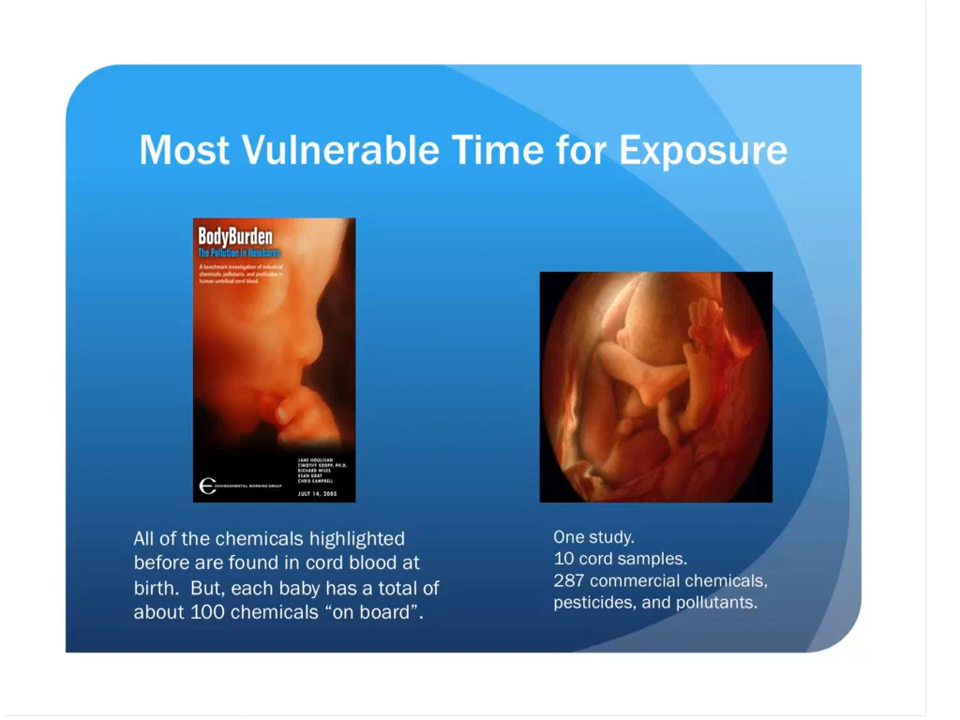 Most Vulnerable Time for Exposure
BodyBurden
The Pollution in Newborns
A benchmark investigation of industrial
chemicals, pollutants, and pesticides in
human umbilical cord blood
JANE HOULIHAN
TIMOTHY KROPP, PH.D.
RICHARD WILES
SEAN GRAY
CHRIS CAMPBELL
ENVIRONMENTAL WORKING GROUP
JULY 14, 2005
All of the chemicals highlighted
before are found in cord blood at
birth. But, each baby has a total of
about 100 chemicals “on board”.
One study.
10 cord samples.
287 commercial chemicals,
pesticides, and pollutants.